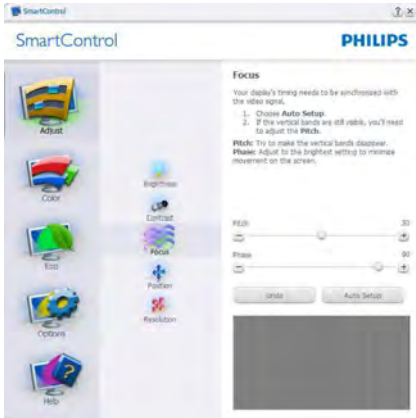 SmartControl
? ×
SmartControl
PHILIPS
Adjust
Color
Eco
Options
Help
Brightness
Contrast
Focus
Position
Resolution
Focus
Your display's timing needs to be synchronized with
the video signal.
1. Choose Auto Setup.
2. If the vertical bands are still visible, you'll need
to adjust the Pitch.
Pitch: Try to make the vertical bands disappear.
Phase: Adjust to the brightest setting to minimize
movement on the screen.
Pitch 50
Phase 90
Undo
Auto Setup